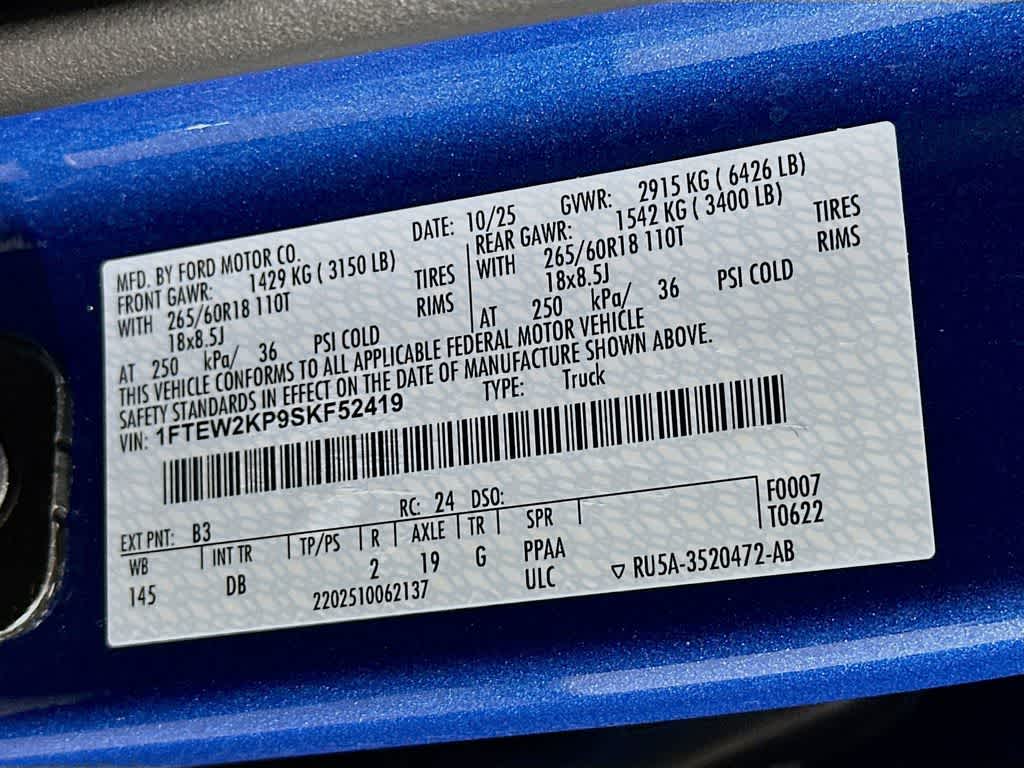 MFD. BY FORD MOTOR CO. DATE: 10/25 GVWR: 2915 KG ( 6426 LB)
FRONT GAWR: 1429 KG ( 3150 LB) REAR GAWR: 1542 KG ( 3400 LB)
WITH 265/60R18 110T TIRES WITH 265/60R18 110T TIRES
18x8.5J RIMS 18x8.5J RIMS
AT 250 kPa/ 36 PSI COLD AT 250 kPa/ 36 PSI COLD
THIS VEHICLE CONFORMS TO ALL APPLICABLE FEDERAL MOTOR VEHICLE
SAFETY STANDARDS IN EFFECT ON THE DATE OF MANUFACTURE SHOWN ABOVE.
VIN: 1FTEW2KP9SKF52419 TYPE: Truck
EXT PNT: B3 RC: 24 DSO: F0007
WB INT TR TP/PS R AXLE TR SPR T0622
145 DB 2 19 G PPAA
2202510062137 ULC ▽ RU5A-3520472-AB